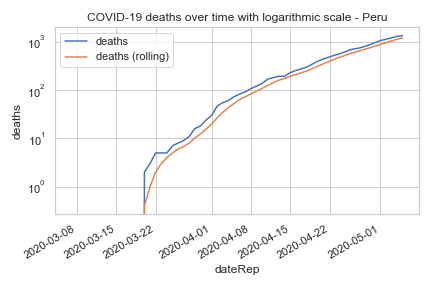 COVID-19 deaths over time with logarithmic scale - Peru
deaths
deaths (rolling)
10³
10²
10¹
10⁰
deaths
2020-03-08
2020-03-15
2020-03-22
2020-04-01
2020-04-08
2020-04-15
2020-04-22
2020-05-01
dateRep